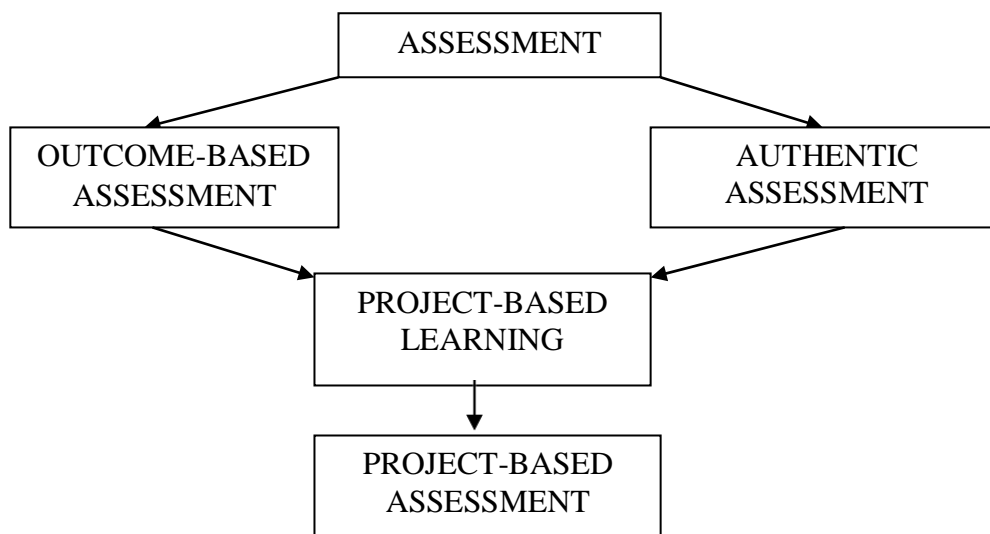 ASSESSMENT
OUTCOME-BASED
ASSESSMENT
AUTHENTIC
ASSESSMENT
PROJECT-BASED
LEARNING
PROJECT-BASED
ASSESSMENT